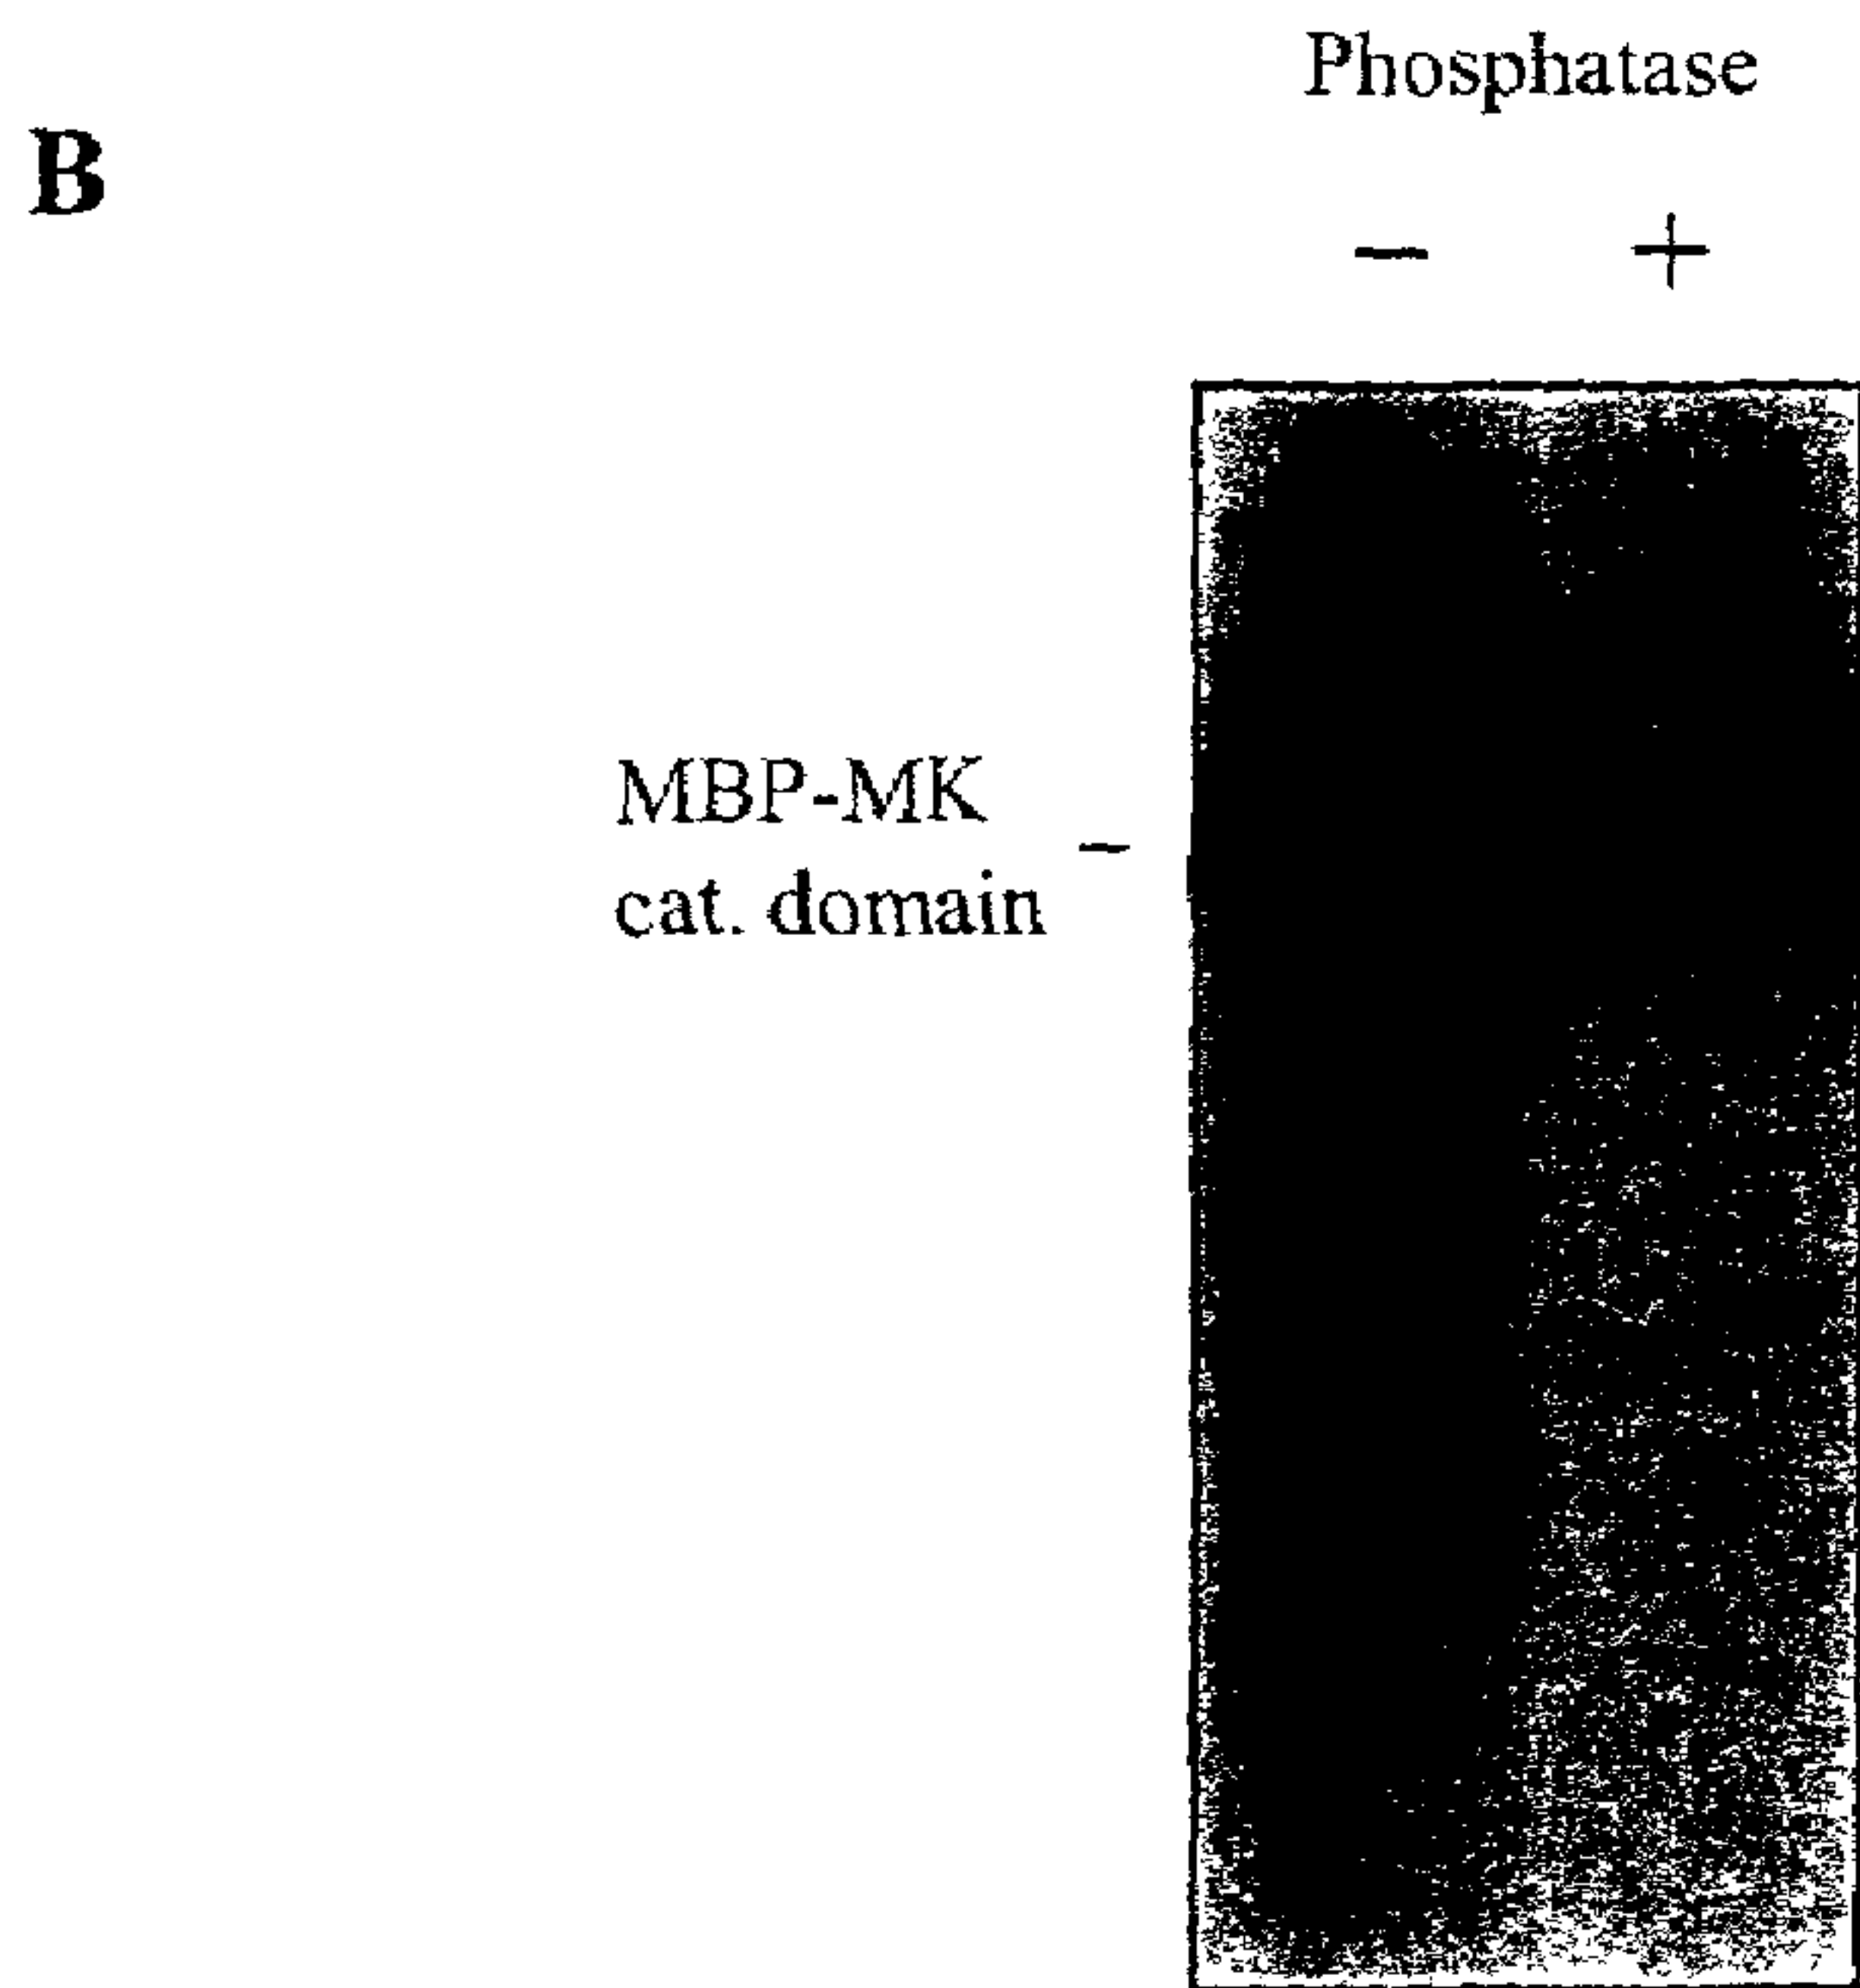 B
Phosphatase
− +
MBP-MK −
cat. domain